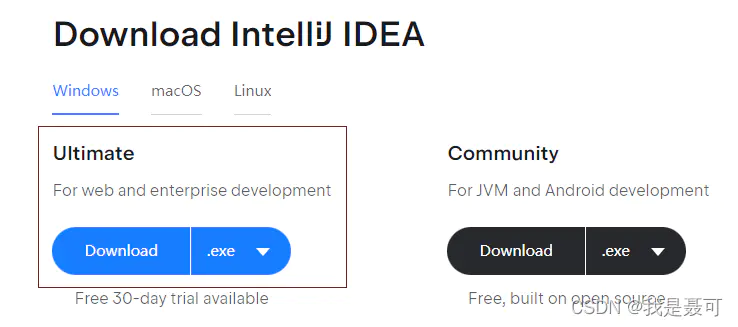 Download IntelliJ IDEA
Windows macOS Linux
Ultimate
For web and enterprise development
Download .exe
Free 30-day trial available
Community
For JVM and Android development
Download .exe
Free, built on open source
CSDN @我是聂可